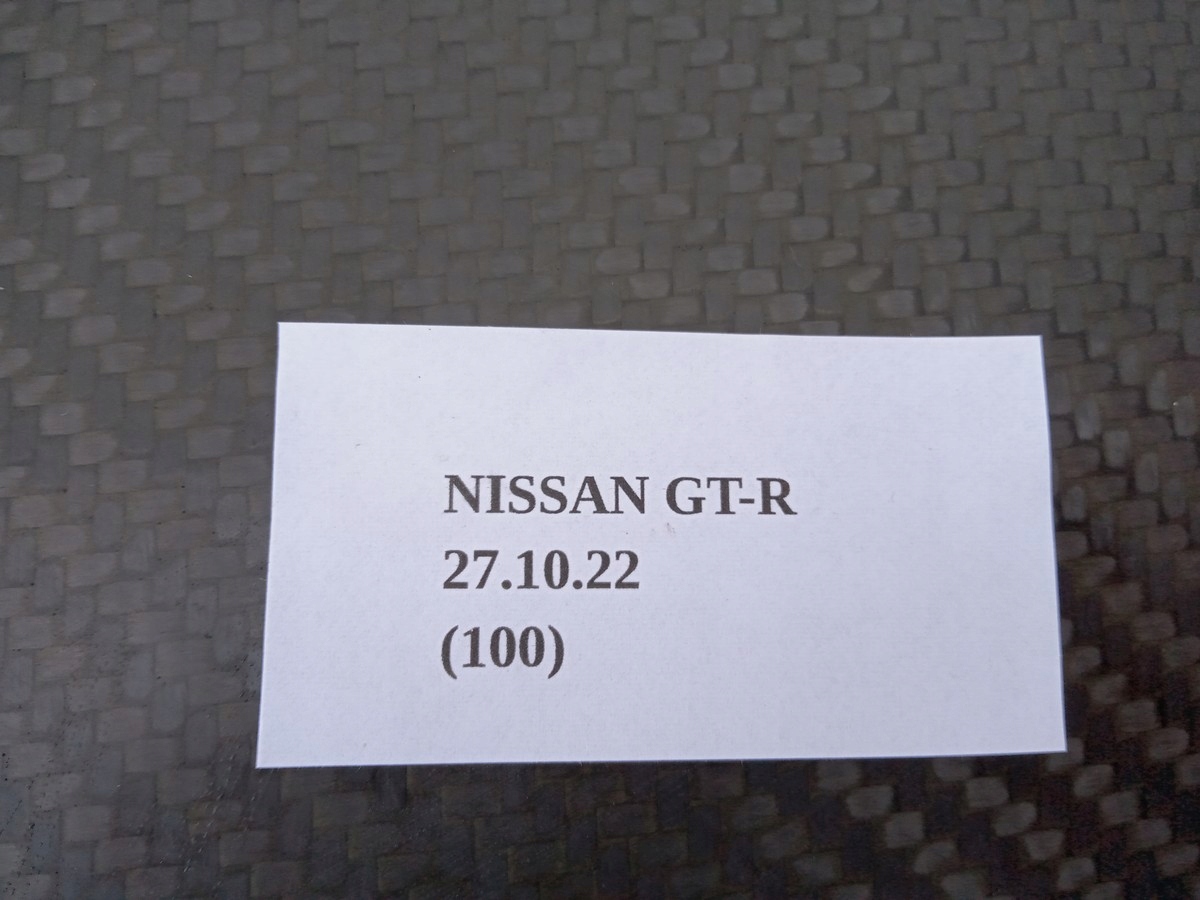 NISSAN GT-R
27.10.22
(100)